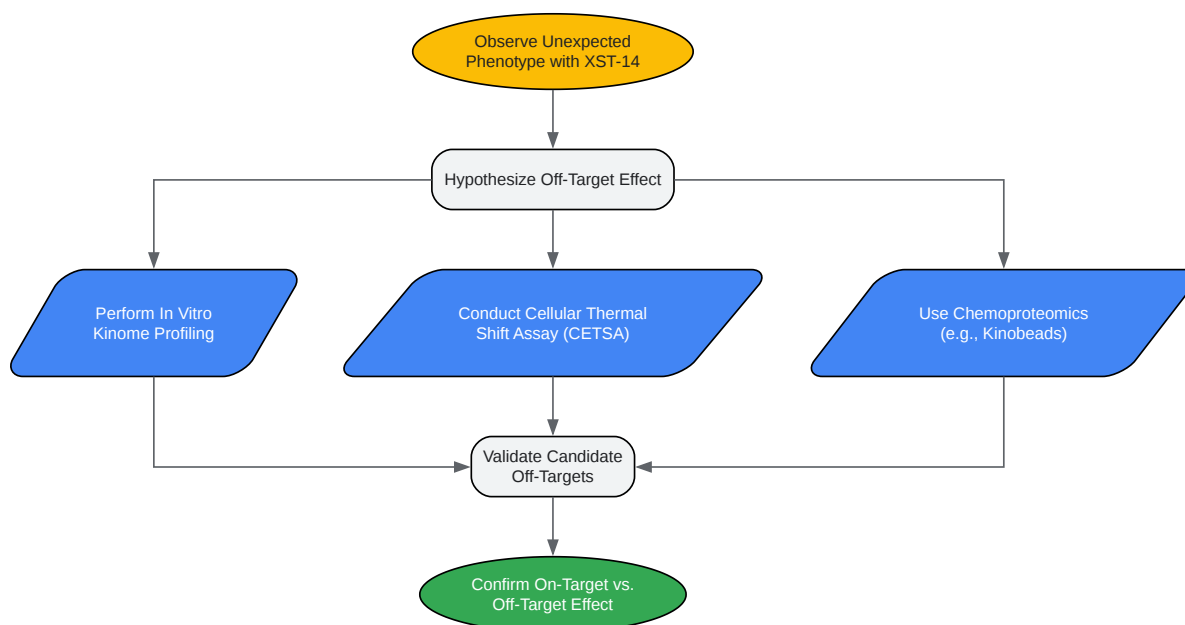 Observe Unexpected
Phenotype with XST-14
Hypothesize Off-Target Effect
Perform In Vitro
Kinome Profiling
Conduct Cellular Thermal
Shift Assay (CETSA)
Use Chemoproteomics
(e.g., Kinobeads)
Validate Candidate
Off-Targets
Confirm On-Target vs.
Off-Target Effect